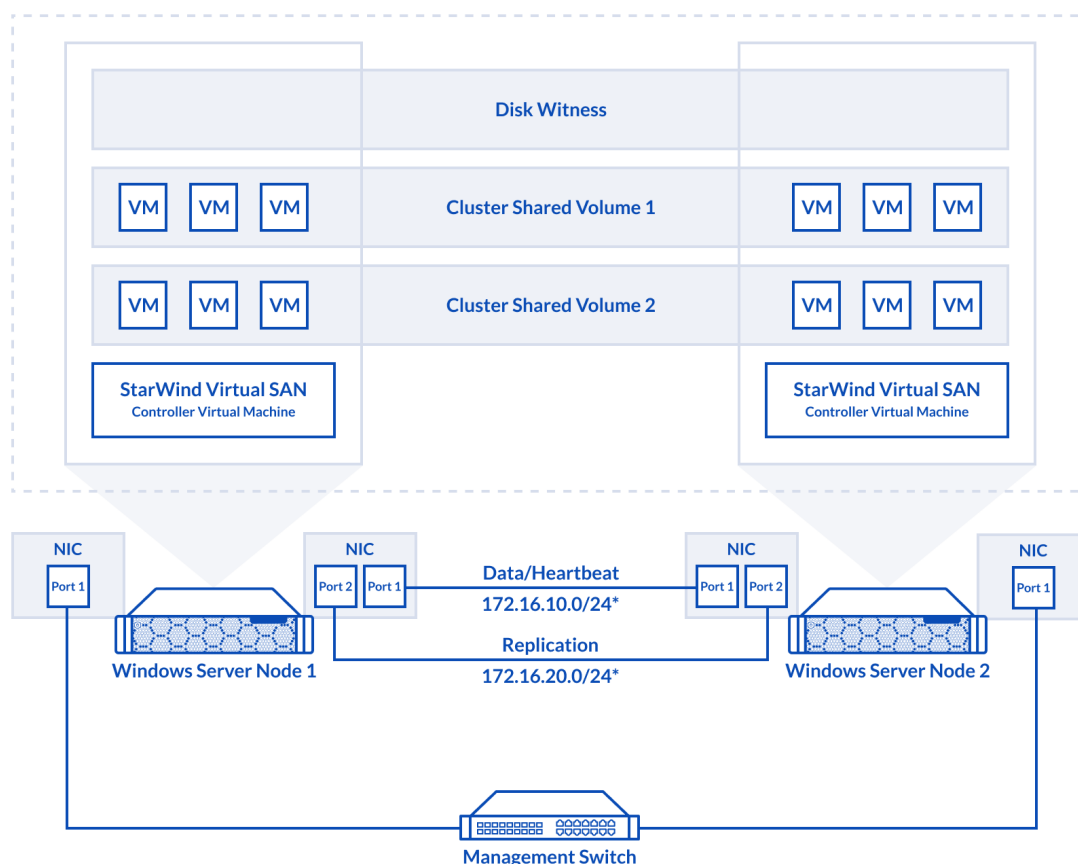 Disk Witness
VM VM VM Cluster Shared Volume 1 VM VM VM
VM VM VM Cluster Shared Volume 2 VM VM VM
StarWind Virtual SAN
Controller Virtual Machine
StarWind Virtual SAN
Controller Virtual Machine
NIC
Port 1
NIC
Port 2 Port 1
Data/Heartbeat
172.16.10.0/24*
Replication
172.16.20.0/24*
NIC
Port 1 Port 2
NIC
Port 1
Windows Server Node 1
Windows Server Node 2
Management Switch